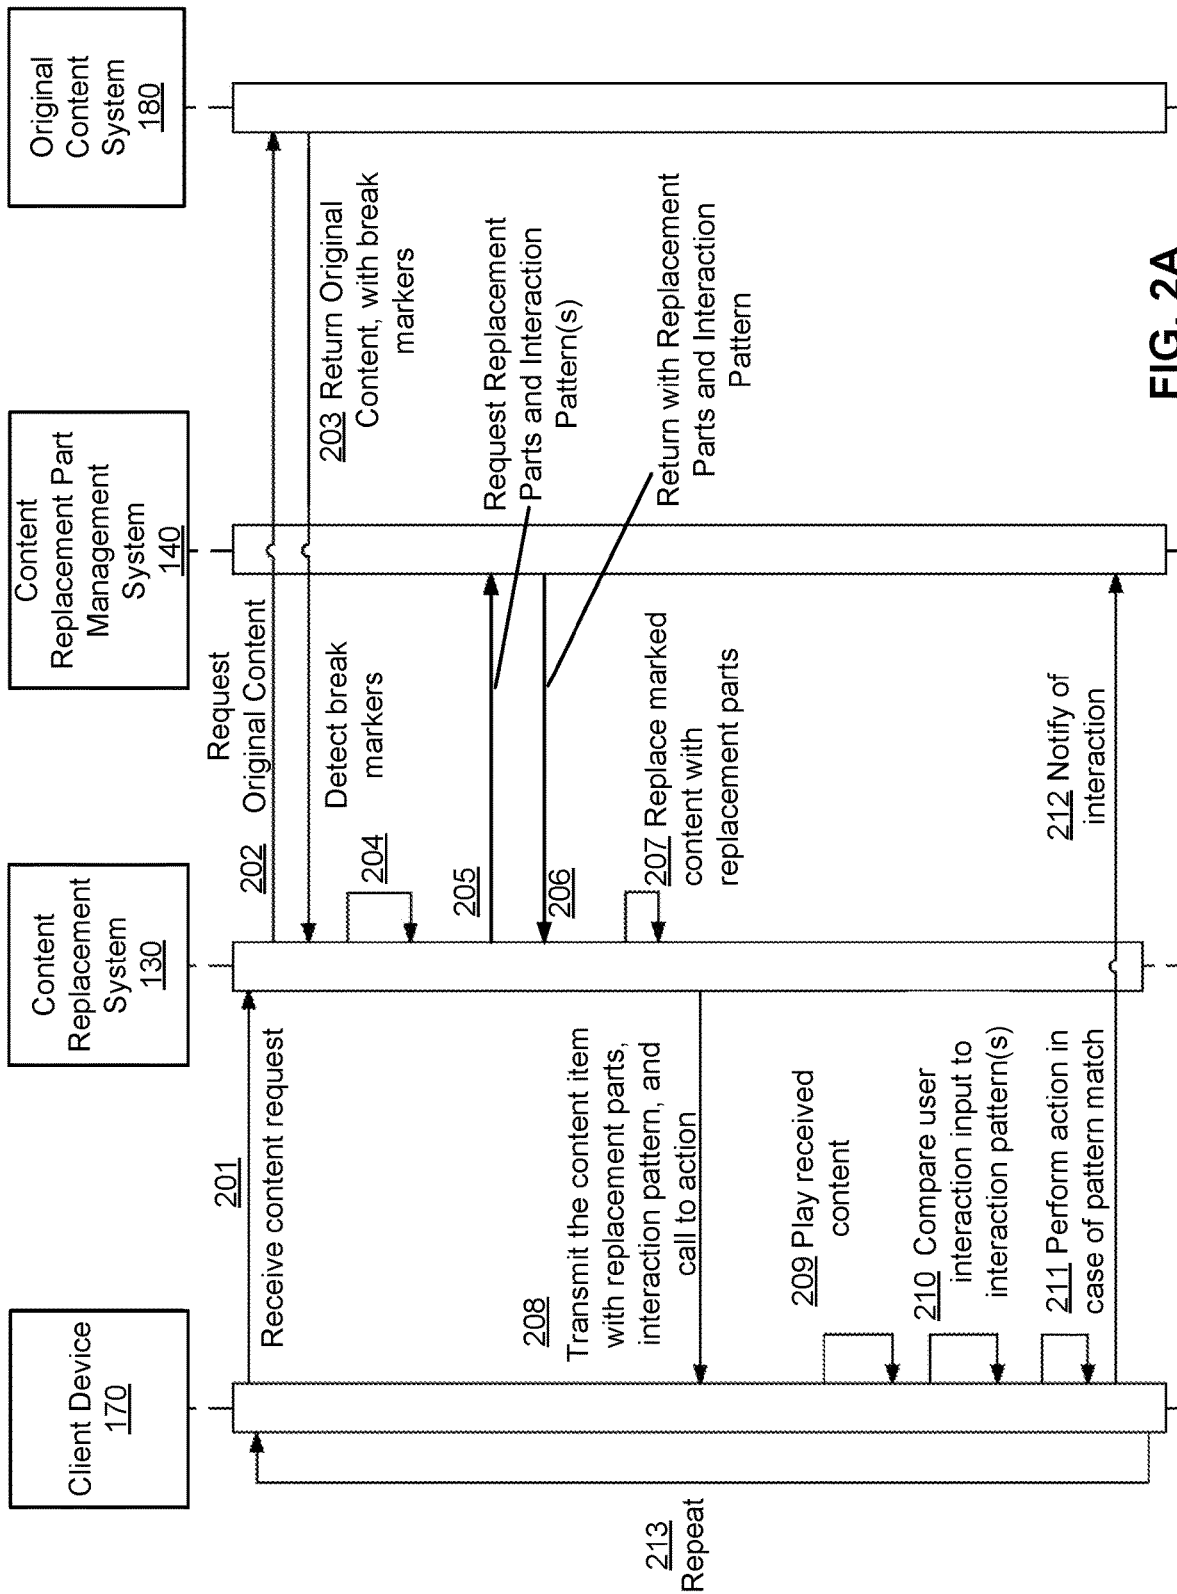 Client Device
170
Content
Replacement
System
130
Content
Replacement Part
Management
System
140
Original
Content
System
180
201
Receive content request
202
Request
Original Content
203 Return Original
Content, with break
markers
Detect break
markers
204
205
Request Replacement
Parts and Interaction
Pattern(s)
206
Return with Replacement
Parts and Interaction
Pattern
207 Replace marked
content with
replacement parts
208
Transmit the content item
with replacement parts,
interaction pattern, and
call to action
209 Play received
content
210 Compare user
interaction input to
interaction pattern(s)
211 Perform action in
case of pattern match
212 Notify of
interaction
213
Repeat
FIG. 2A